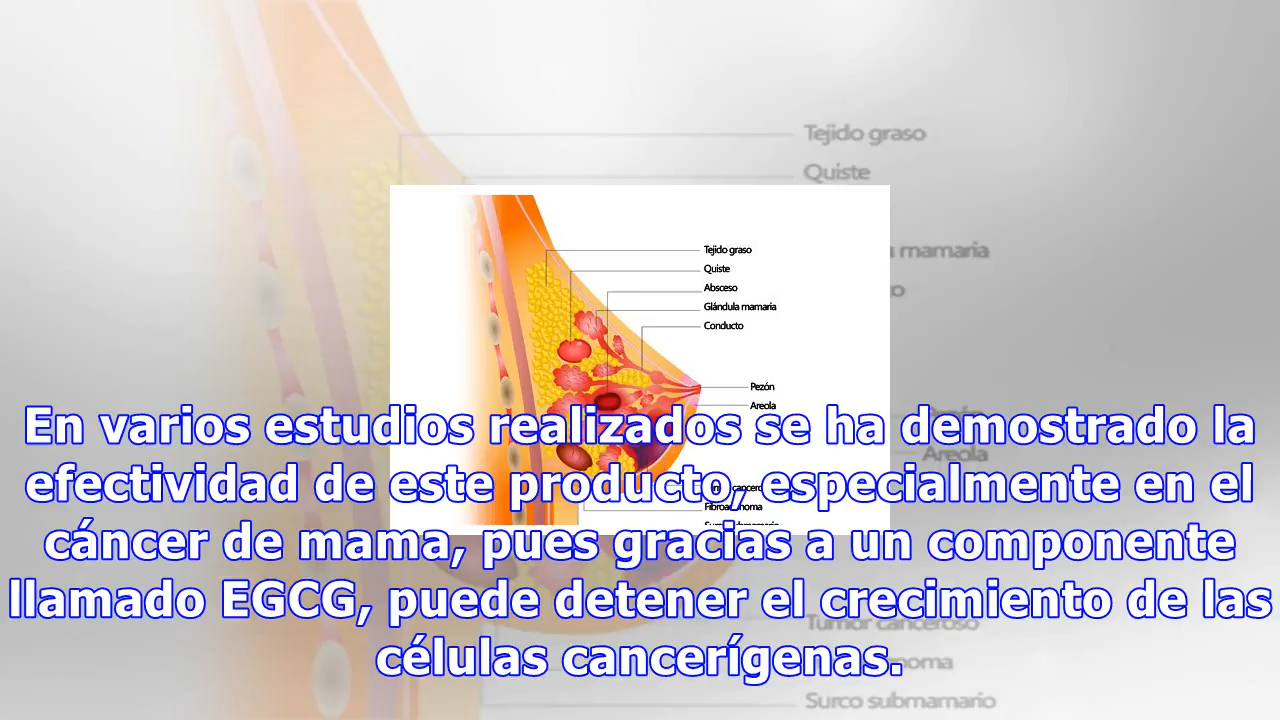 Tejido graso
Quiste
mamaria
Tejido graso
Quiste
Absceso
Glándula mamaria
Conducto
Pezón
Areola
Areola
En varios estudios realizados se ha demostrado la
efectividad de este producto, especialmente en el
cáncer de mama, pues gracias a un componente
llamado EGCG, puede detener el crecimiento de las
células cancerígenas.
Tumor canceroso
Surco submamario